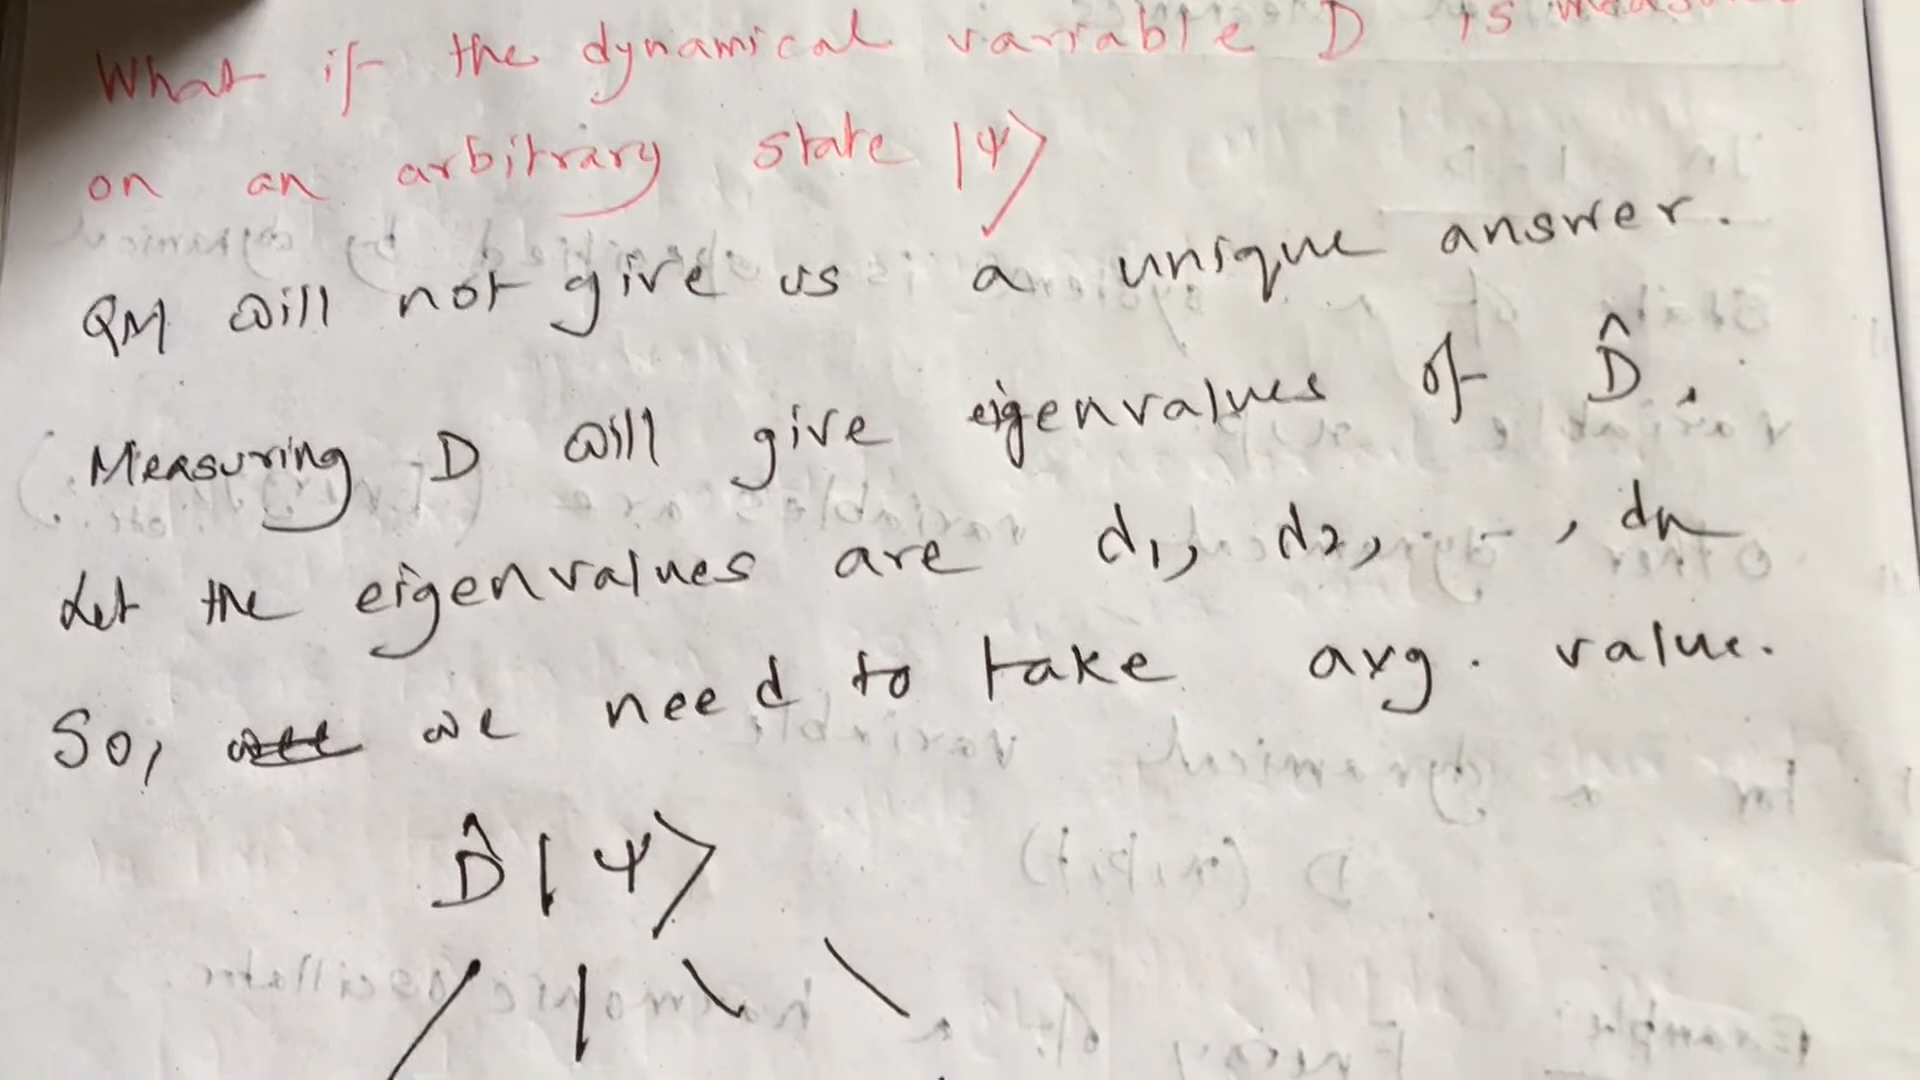 What if the dynamical variable D is
on an arbitrary state |ψ⟩
QM will not give us a unique answer.
Measuring D will give eigenvalues of D̂.
Let the eigenvalues are d₁, d₂, - - , dn
So, we need to take avg. value.
D̂|ψ⟩